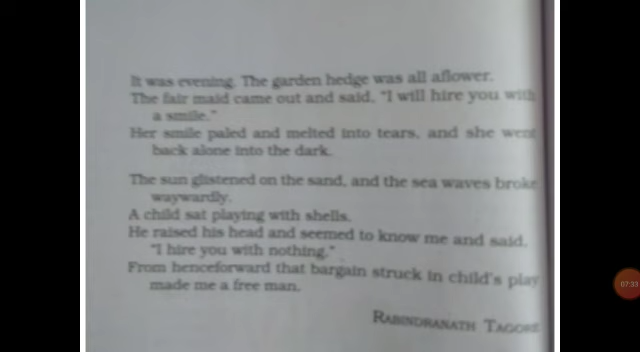 It was evening. The garden hedge was all aflower.
The fair maid came out and said, "I will hire you with
a smile."
Her smile paled and melted into tears, and she went
back alone into the dark.
The sun glistened on the sand, and the sea waves broke
waywardly.
A child sat playing with shells.
He raised his head and seemed to know me and said,
"I hire you with nothing."
From henceforward that bargain struck in child's play
made me a free man.
RABINDRANATH TAGORE
07:33